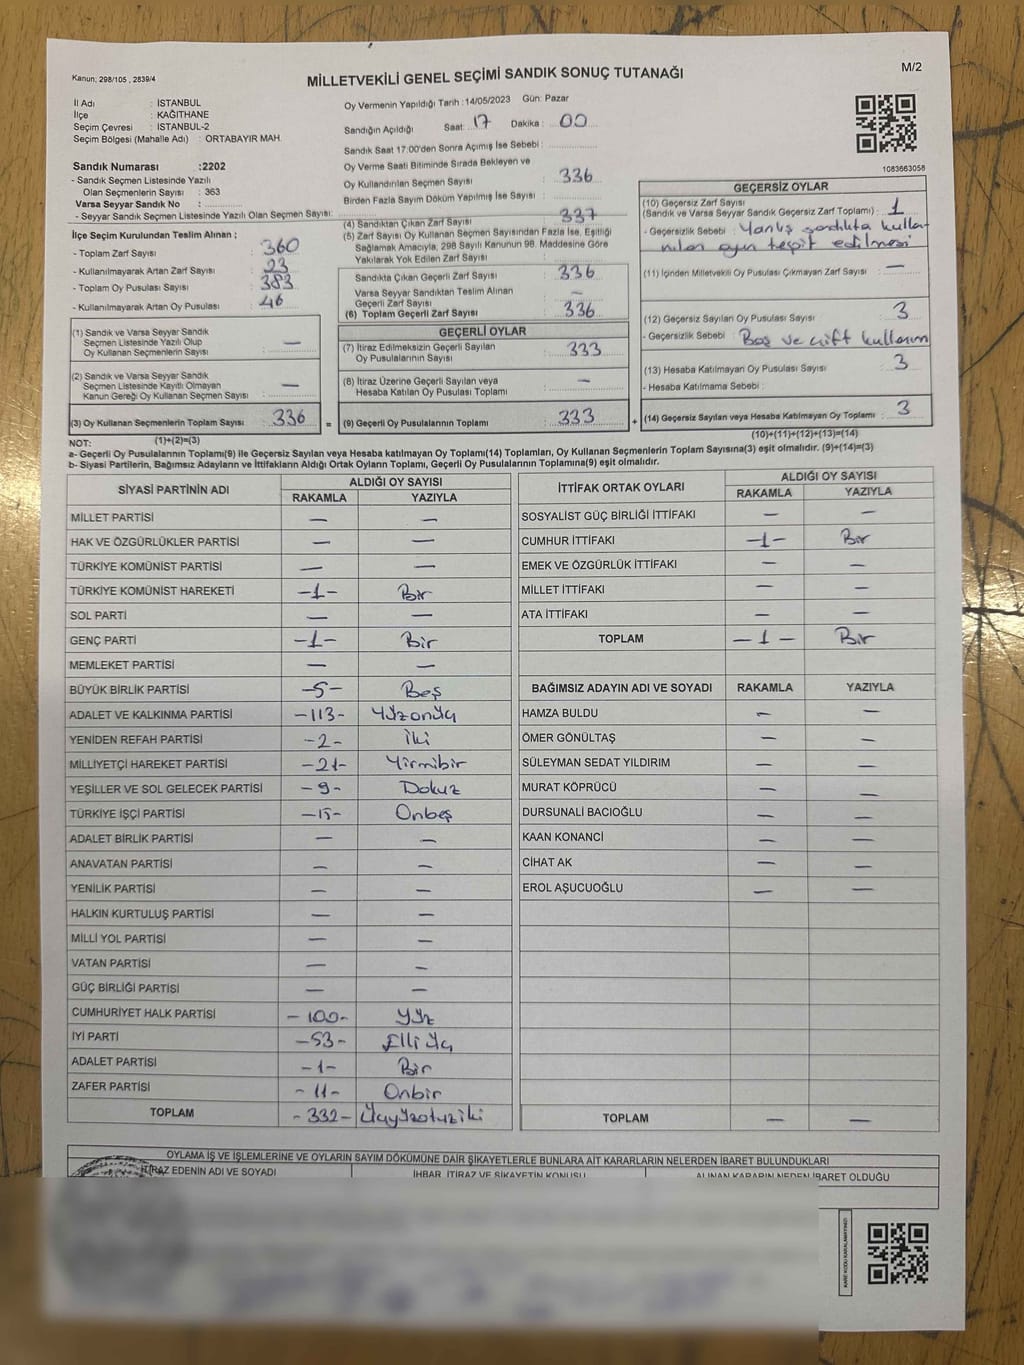 Kanun; 298/105 , 2839/4
MİLLETVEKİLİ GENEL SEÇİMİ SANDIK SONUÇ TUTANAĞI
M/2
İl Adı : İSTANBUL
İlçe : KAĞITHANE
Seçim Çevresi : İSTANBUL-2
Seçim Bölgesi (Mahalle Adı) : ORTABAYIR MAH.
Sandık Numarası :2202
- Sandık Seçmen Listesinde Yazılı
Olan Seçmenlerin Sayısı : 363
Varsa Seyyar Sandık No :
- Seyyar Sandık Seçmen Listesinde Yazılı Olan Seçmen Sayısı:
İlçe Seçim Kurulundan Teslim Alınan ;
- Toplam Zarf Sayısı : 360
- Kullanılmayarak Artan Zarf Sayısı : 23
- Toplam Oy Pusulası Sayısı : 383
- Kullanılmayarak Artan Oy Pusulası : 46
(1) Sandık ve Varsa Seyyar Sandık
Seçmen Listesinde Yazılı Olup
Oy Kullanan Seçmenlerin Sayısı : —
(2) Sandık ve Varsa Seyyar Sandık
Seçmen Listesinde Kayıtlı Olmayan
Kanun Gereği Oy Kullanan Seçmen Sayısı : —
(3) Oy Kullanan Seçmenlerin Toplam Sayısı : 336
Oy Vermenin Yapıldığı Tarih :14/05/2023 Gün: Pazar
Sandığın Açıldığı Saat: 17 Dakika : 00
Sandık Saat 17:00'den Sonra Açımış İse Sebebi :
Oy Verme Saati Bitiminde Sırada Bekleyen ve
Oy Kullandırılan Seçmen Sayısı : 336
Birden Fazla Sayım Döküm Yapılmış İse Sayısı :
(4) Sandıktan Çıkan Zarf Sayısı : 337
(5) Zarf Sayısı Oy Kullanan Seçmen Sayısından Fazla İse, Eşitliği
Sağlamak Amacıyla, 298 Sayılı Kanunun 98. Maddesine Göre
Yakılarak Yok Edilen Zarf Sayısı :
Sandıkta Çıkan Geçerli Zarf Sayısı : 336
Varsa Seyyar Sandıktan Teslim Alınan
Geçerli Zarf Sayısı : —
(6) Toplam Geçerli Zarf Sayısı : 336
GEÇERLİ OYLAR
(7) İtiraz Edilmeksizin Geçerli Sayılan
Oy Pusulalarının Sayısı : 333
(8) İtiraz Üzerine Geçerli Sayılan veya
Hesaba Katılan Oy Pusulası Toplamı : —
= (9) Geçerli Oy Pusulalarının Toplamı : 333
1083663056
GEÇERSİZ OYLAR
(10) Geçersiz Zarf Sayısı
(Sandık ve Varsa Seyyar Sandık Geçersiz Zarf Toplamı) : 1
- Geçersizlik Sebebi : Yanlış sandıkta kulla-
nılan oyun tespit edilmesi
(11) İçinden Milletvekili Oy Pusulası Çıkmayan Zarf Sayısı : —
(12) Geçersiz Sayılan Oy Pusulası Sayısı : 3
- Geçersizlik Sebebi : Boş ve çift kullanım
(13) Hesaba Katılmayan Oy Pusulası Sayısı : 3
- Hesaba Katılmama Sebebi :
+ (14) Geçersiz Sayılan veya Hesaba Katılmayan Oy Toplamı : 3
NOT: (1)+(2)=(3)
(10)+(11)+(12)+(13)=(14)
a- Geçerli Oy Pusulalarının Toplamı(9) ile Geçersiz Sayılan veya Hesaba katılmayan Oy Toplamı(14) Toplamları, Oy Kullanan Seçmenlerin Toplam Sayısına(3) eşit olmalıdır. (9)+(14)=(3)
b- Siyasi Partilerin, Bağımsız Adayların ve İttifakların Aldığı Ortak Oyların Toplamı, Geçerli Oy Pusulalarının Toplamına(9) eşit olmalıdır.
SİYASİ PARTİNİN ADI
ALDIĞI OY SAYISI
RAKAMLA YAZIYLA
MİLLET PARTİSİ — —
HAK VE ÖZGÜRLÜKLER PARTİSİ — —
TÜRKİYE KOMÜNİST PARTİSİ — —
TÜRKİYE KOMÜNİST HAREKETİ -1- Bir
SOL PARTİ — —
GENÇ PARTİ -1- Bir
MEMLEKET PARTİSİ — —
BÜYÜK BİRLİK PARTİSİ -5- Beş
ADALET VE KALKINMA PARTİSİ -113- Yüzonüç
YENİDEN REFAH PARTİSİ -2- İki
MİLLİYETÇİ HAREKET PARTİSİ -21- Yirmibir
YEŞİLLER VE SOL GELECEK PARTİSİ -9- Dokuz
TÜRKİYE İŞÇİ PARTİSİ -15- Onbeş
ADALET BİRLİK PARTİSİ — —
ANAVATAN PARTİSİ — —
YENİLİK PARTİSİ — —
HALKIN KURTULUŞ PARTİSİ — —
MİLLİ YOL PARTİSİ — —
VATAN PARTİSİ — —
GÜÇ BİRLİĞİ PARTİSİ — —
CUMHURİYET HALK PARTİSİ -100- Yüz
İYİ PARTİ -53- Elliüç
ADALET PARTİSİ -1- Bir
ZAFER PARTİSİ -11- Onbir
TOPLAM -332- Üçyüzotuziki
İTTİFAK ORTAK OYLARI
ALDIĞI OY SAYISI
RAKAMLA YAZIYLA
SOSYALİST GÜÇ BİRLİĞİ İTTİFAKI — —
CUMHUR İTTİFAKI -1- Bir
EMEK VE ÖZGÜRLÜK İTTİFAKI — —
MİLLET İTTİFAKI — —
ATA İTTİFAKI — —
TOPLAM -1- Bir
BAĞIMSIZ ADAYIN ADI VE SOYADI RAKAMLA YAZIYLA
HAMZA BULDU — —
ÖMER GÖNÜLTAŞ — —
SÜLEYMAN SEDAT YILDIRIM — —
MURAT KÖPRÜCÜ — —
DURSUNALİ BACIOĞLU — —
KAAN KONANCİ — —
CİHAT AK — —
EROL AŞUCUOĞLU — —
TOPLAM — —
OYLAMA İŞ VE İŞLEMLERİNE VE OYLARIN SAYIM DÖKÜMÜNE DAİR ŞİKAYETLERLE BUNLARA AİT KARARLARIN NELERDEN İBARET BULUNDUKLARI
İTİRAZ EDENİN ADI VE SOYADI
İHBAR, İTİRAZ VE ŞİKAYETİN KONUSU
ALINAN KARARIN NEDEN İBARET OLDUĞU